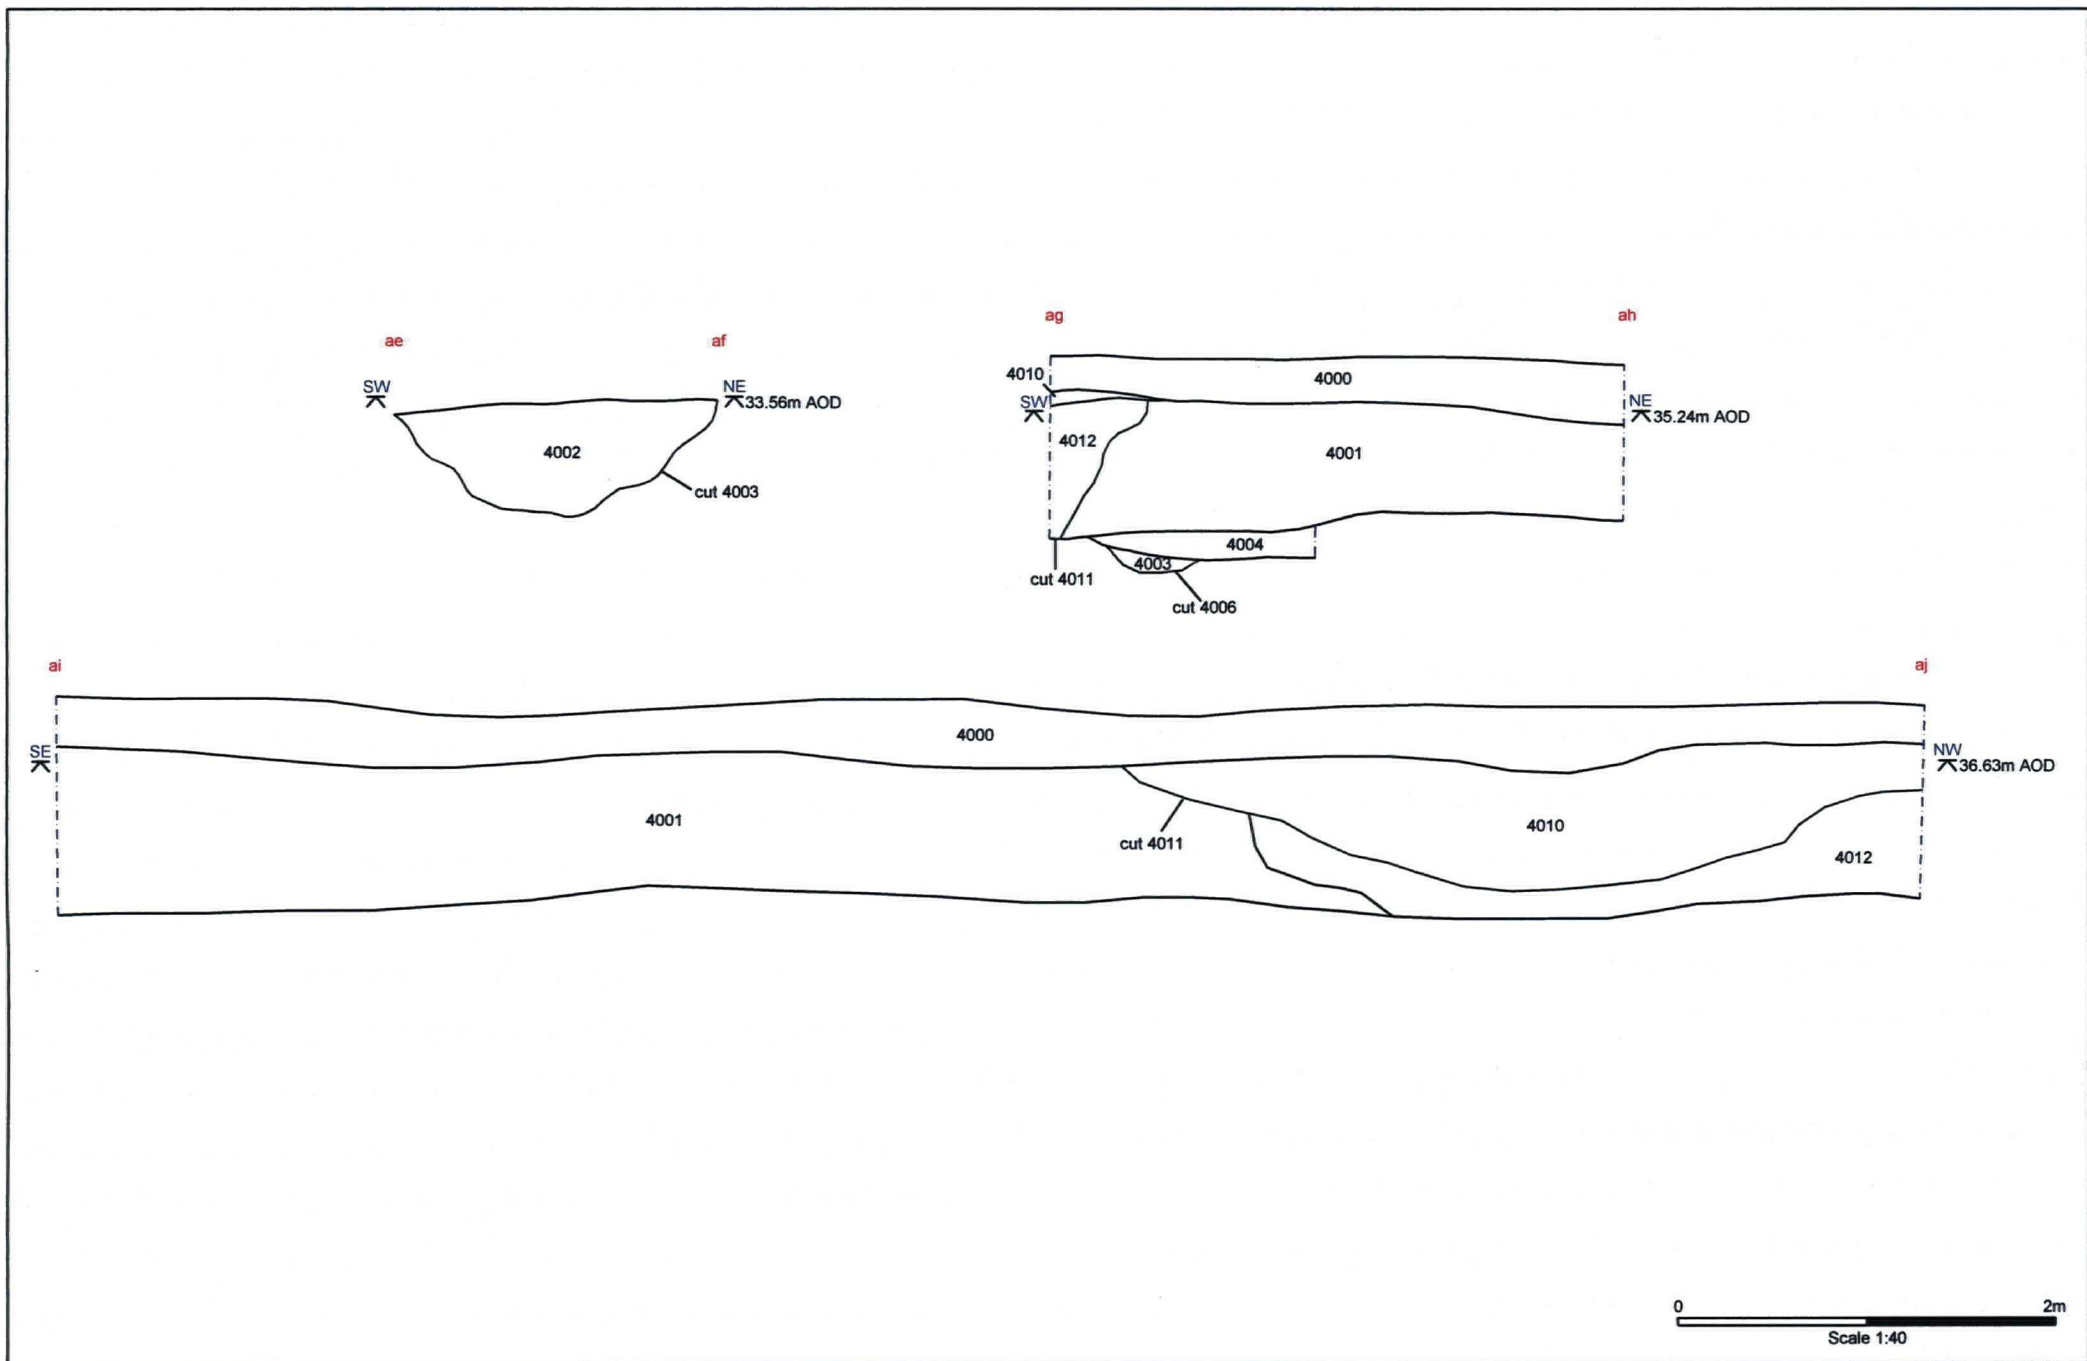 ae
af
SW
NE
33.56m AOD
4002
cut 4003
ag
ah
4010
4000
SW
NE
35.24m AOD
4012
4001
4004
4003
cut 4011
cut 4006
ai
aj
4000
SE
NW
36.63m AOD
4001
4010
cut 4011
4012
0
2m
Scale 1:40